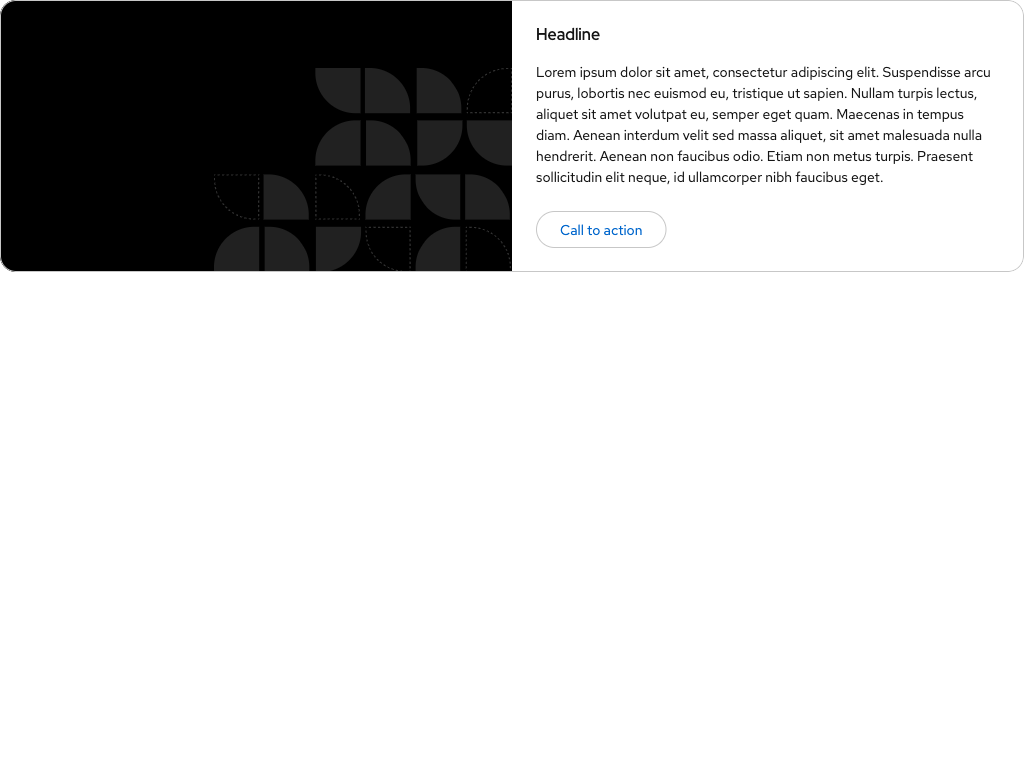 Headline
Lorem ipsum dolor sit amet, consectetur adipiscing elit. Suspendisse arcu
purus, lobortis nec euismod eu, tristique ut sapien. Nullam turpis lectus,
aliquet sit amet volutpat eu, semper eget quam. Maecenas in tempus
diam. Aenean interdum velit sed massa aliquet, sit amet malesuada nulla
hendrerit. Aenean non faucibus odio. Etiam non metus turpis. Praesent
sollicitudin elit neque, id ullamcorper nibh faucibus eget.
Call to action